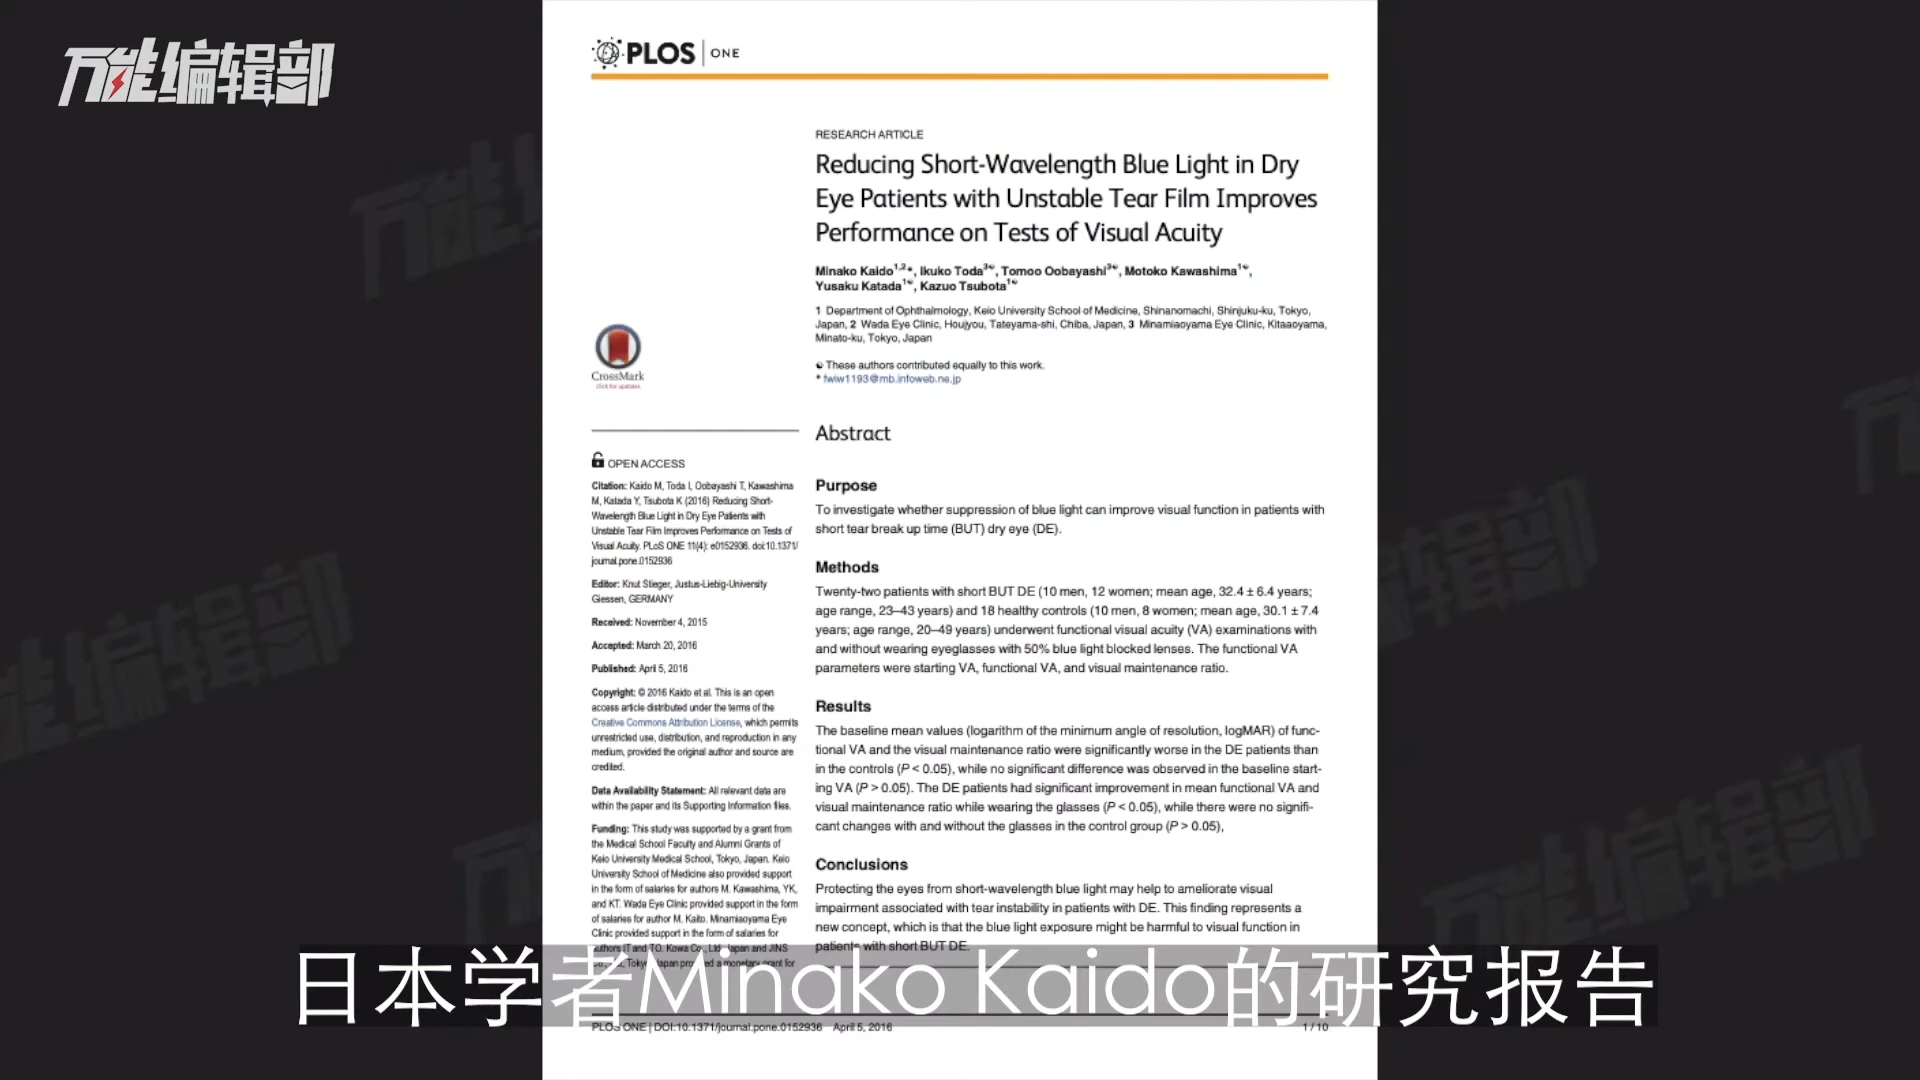 万能编辑部
PLOS ONE
RESEARCH ARTICLE
Reducing Short-Wavelength Blue Light in Dry
Eye Patients with Unstable Tear Film Improves
Performance on Tests of Visual Acuity
Minako Kaido1,2*, Ikuko Toda3☯, Tomoo Oobayashi3☯, Motoko Kawashima1☯,
Yusaku Katada1☯, Kazuo Tsubota1☯
1 Department of Ophthalmology, Keio University School of Medicine, Shinanomachi, Shinjuku-ku, Tokyo,
Japan, 2 Wada Eye Clinic, Houjyou, Tateyama-shi, Chiba, Japan, 3 Minamiaoyama Eye Clinic, Kitaaoyama,
Minato-ku, Tokyo, Japan
☯ These authors contributed equally to this work.
* fwiw1193@mb.infoweb.ne.jp
CrossMark
click for updates
OPEN ACCESS
Citation: Kaido M, Toda I, Oobayashi T, Kawashima
M, Katada Y, Tsubota K (2016) Reducing Short-
Wavelength Blue Light in Dry Eye Patients with
Unstable Tear Film Improves Performance on Tests of
Visual Acuity. PLoS ONE 11(4): e0152936. doi:10.1371/
journal.pone.0152936
Editor: Knut Stieger, Justus-Liebig-University
Giessen, GERMANY
Received: November 4, 2015
Accepted: March 20, 2016
Published: April 5, 2016
Copyright: © 2016 Kaido et al. This is an open
access article distributed under the terms of the
Creative Commons Attribution License, which permits
unrestricted use, distribution, and reproduction in any
medium, provided the original author and source are
credited.
Data Availability Statement: All relevant data are
within the paper and its Supporting Information files.
Funding: This study was supported by a grant from
the Medical School Faculty and Alumni Grants of
Keio University Medical School, Tokyo, Japan. Keio
University School of Medicine also provided support
in the form of salaries for authors M. Kawashima, YK,
and KT. Wada Eye Clinic provided support in the form
of salaries for author M. Kaito. Minamiaoyama Eye
Clinic provided support in the form of salaries for
authors IT and TO. Kowa Co., Ltd, Japan and JINS
Japan a monetary grant for
Abstract
Purpose
To investigate whether suppression of blue light can improve visual function in patients with
short tear break up time (BUT) dry eye (DE).
Methods
Twenty-two patients with short BUT DE (10 men, 12 women; mean age, 32.4 ± 6.4 years;
age range, 23–43 years) and 18 healthy controls (10 men, 8 women; mean age, 30.1 ± 7.4
years; age range, 20–49 years) underwent functional visual acuity (VA) examinations with
and without wearing eyeglasses with 50% blue light blocked lenses. The functional VA
parameters were starting VA, functional VA, and visual maintenance ratio.
Results
The baseline mean values (logarithm of the minimum angle of resolution, logMAR) of func-
tional VA and the visual maintenance ratio were significantly worse in the DE patients than
in the controls (P < 0.05), while no significant difference was observed in the baseline start-
ing VA (P > 0.05). The DE patients had significant improvement in mean functional VA and
visual maintenance ratio while wearing the glasses (P < 0.05), while there were no signifi-
cant changes with and without the glasses in the control group (P > 0.05),
Conclusions
Protecting the eyes from short-wavelength blue light may help to ameliorate visual
impairment associated with tear instability in patients with DE. This finding represents a
new concept, which is that the blue light exposure might be harmful to visual function in
patients with short BUT DE.
日本学者Minako Kaido的研究报告
PLOS ONE | DOI:10.1371/journal.pone.0152936 April 5, 2016
1 / 10